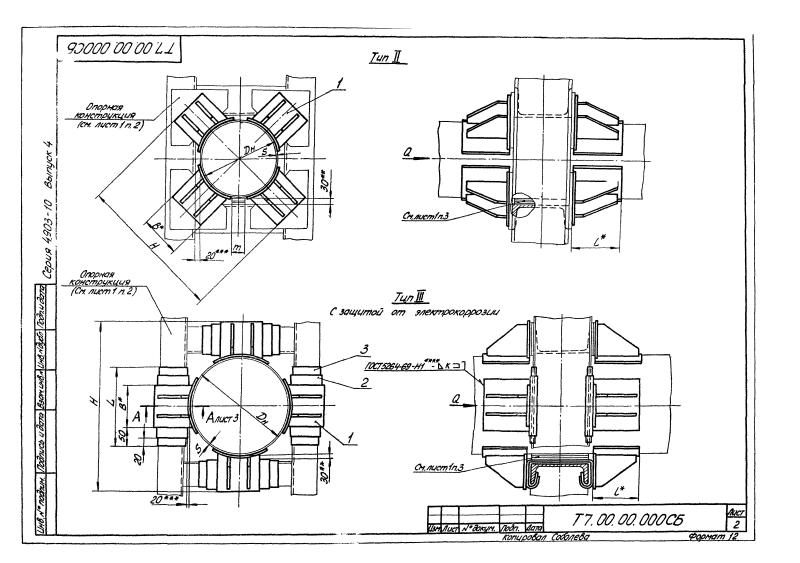 Т7 00 00 000СБ
Тип II
Опорная
конструкция
(см. лист 1 п. 2)
1
Dн
S
30**
Q
В*
H
20***
m
См. лист 1 п.3
L*
Серия 4.903-10 Выпуск 4
Опорная
конструкция
(См. лист 1 п. 2)
Тип III
С защитой от электрокоррозии
3
2
1
ГОСТ 5264-69-Н1****-⊿К⊐
H
L
В*
А
50
20
А лист 3
Dн
S
30**
20***
Q
См. лист 1 п.3
L*
Инв. № подлин.
Подпись и дата
Взам. инв.
Инв. № дубл.
Подп. и дата
Изм. Лист № докум. Подп. Дата
Т7.00.00.000СБ
Лист
2
Копировал Соболева
Формат 12